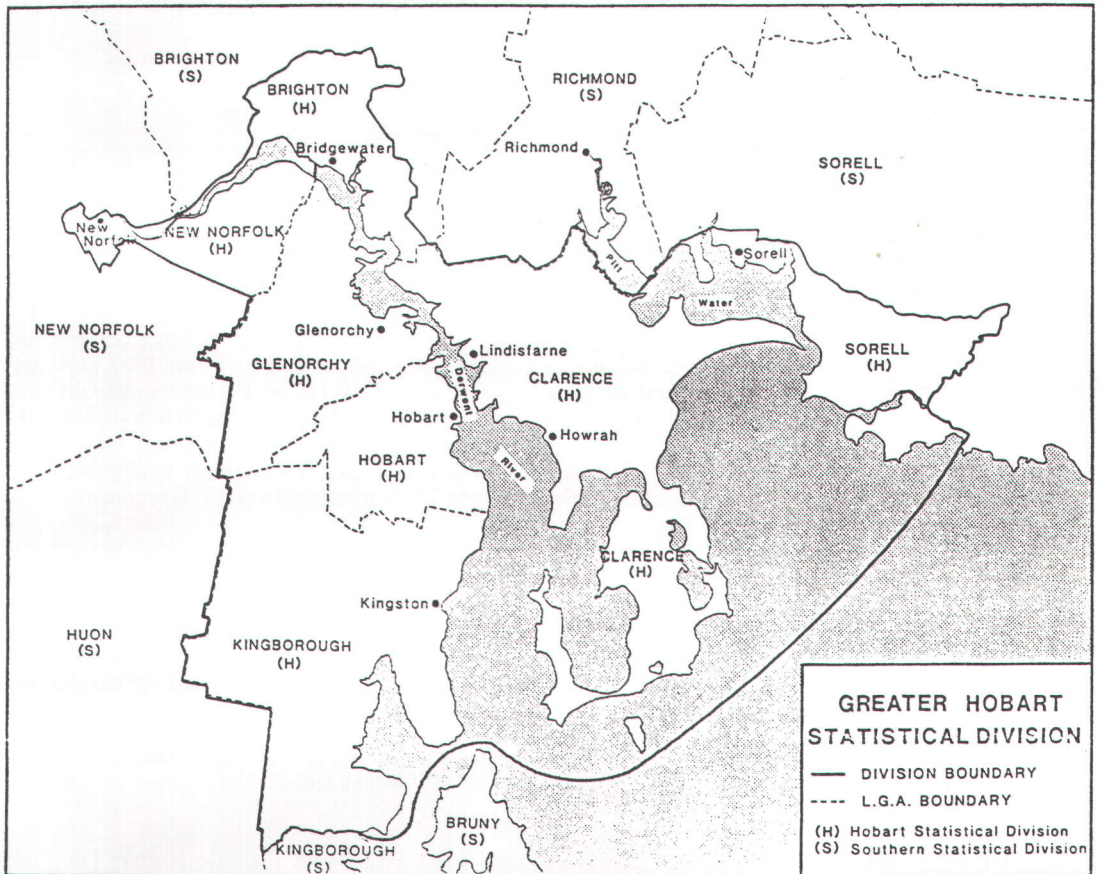 BRIGHTON
(S)
BRIGHTON
(H)
RICHMOND
(S)
Bridgewater
Richmond
SORELL
(S)
New
Norfolk
NEW NORFOLK
(H)
Pitt
Sorell
Water
NEW NORFOLK
(S)
Glenorchy
GLENORCHY
(H)
Lindisfarne
CLARENCE
(H)
SORELL
(H)
Derwent
Hobart
Howrah
HOBART
(H)
River
CLARENCE
(H)
Kingston
HUON
(S)
KINGBOROUGH
(H)
BRUNY
(S)
KINGBOROUGH
(S)
GREATER HOBART
STATISTICAL DIVISION
DIVISION BOUNDARY
L.G.A. BOUNDARY
(H) Hobart Statistical Division
(S) Southern Statistical Division